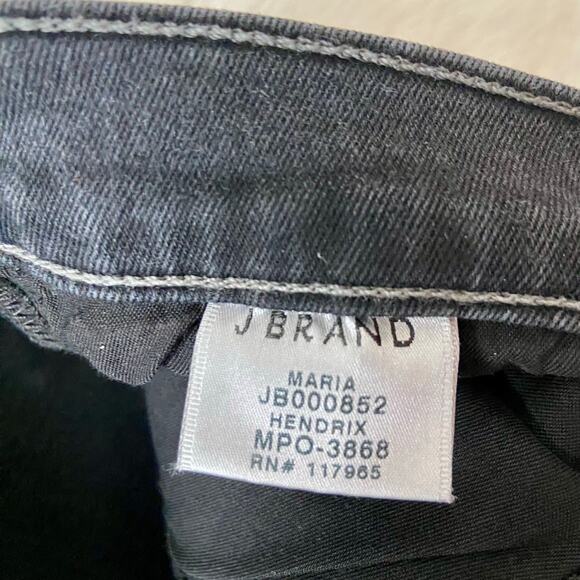 J BRAND
MARIA
JB000852
HENDRIX
MPO-3868
RN# 117965